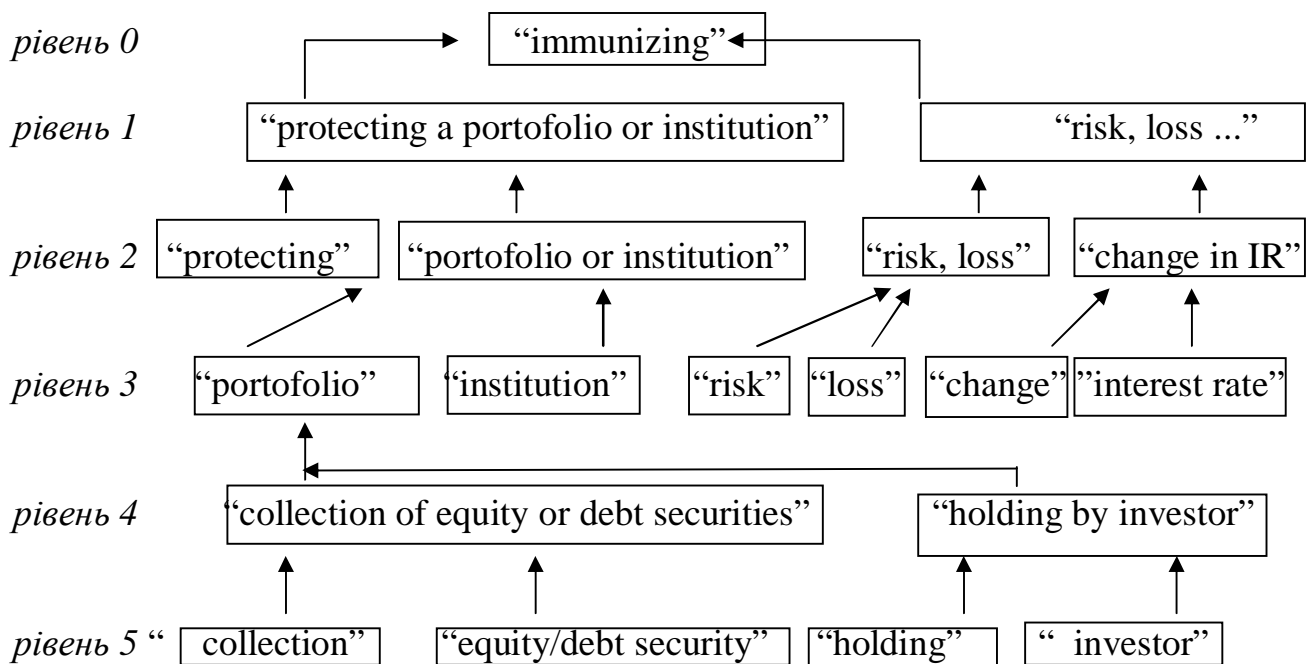 рівень 0 “immunizing”
рівень 1 “protecting a portofolio or institution” “risk, loss ...”
рівень 2 “protecting” “portofolio or institution” “risk, loss” “change in IR”
рівень 3 “portofolio” “institution” “risk” “loss” “change” ”interest rate”
рівень 4 “collection of equity or debt securities” “holding by investor”
рівень 5 “ collection” “equity/debt security” “holding” “ investor”